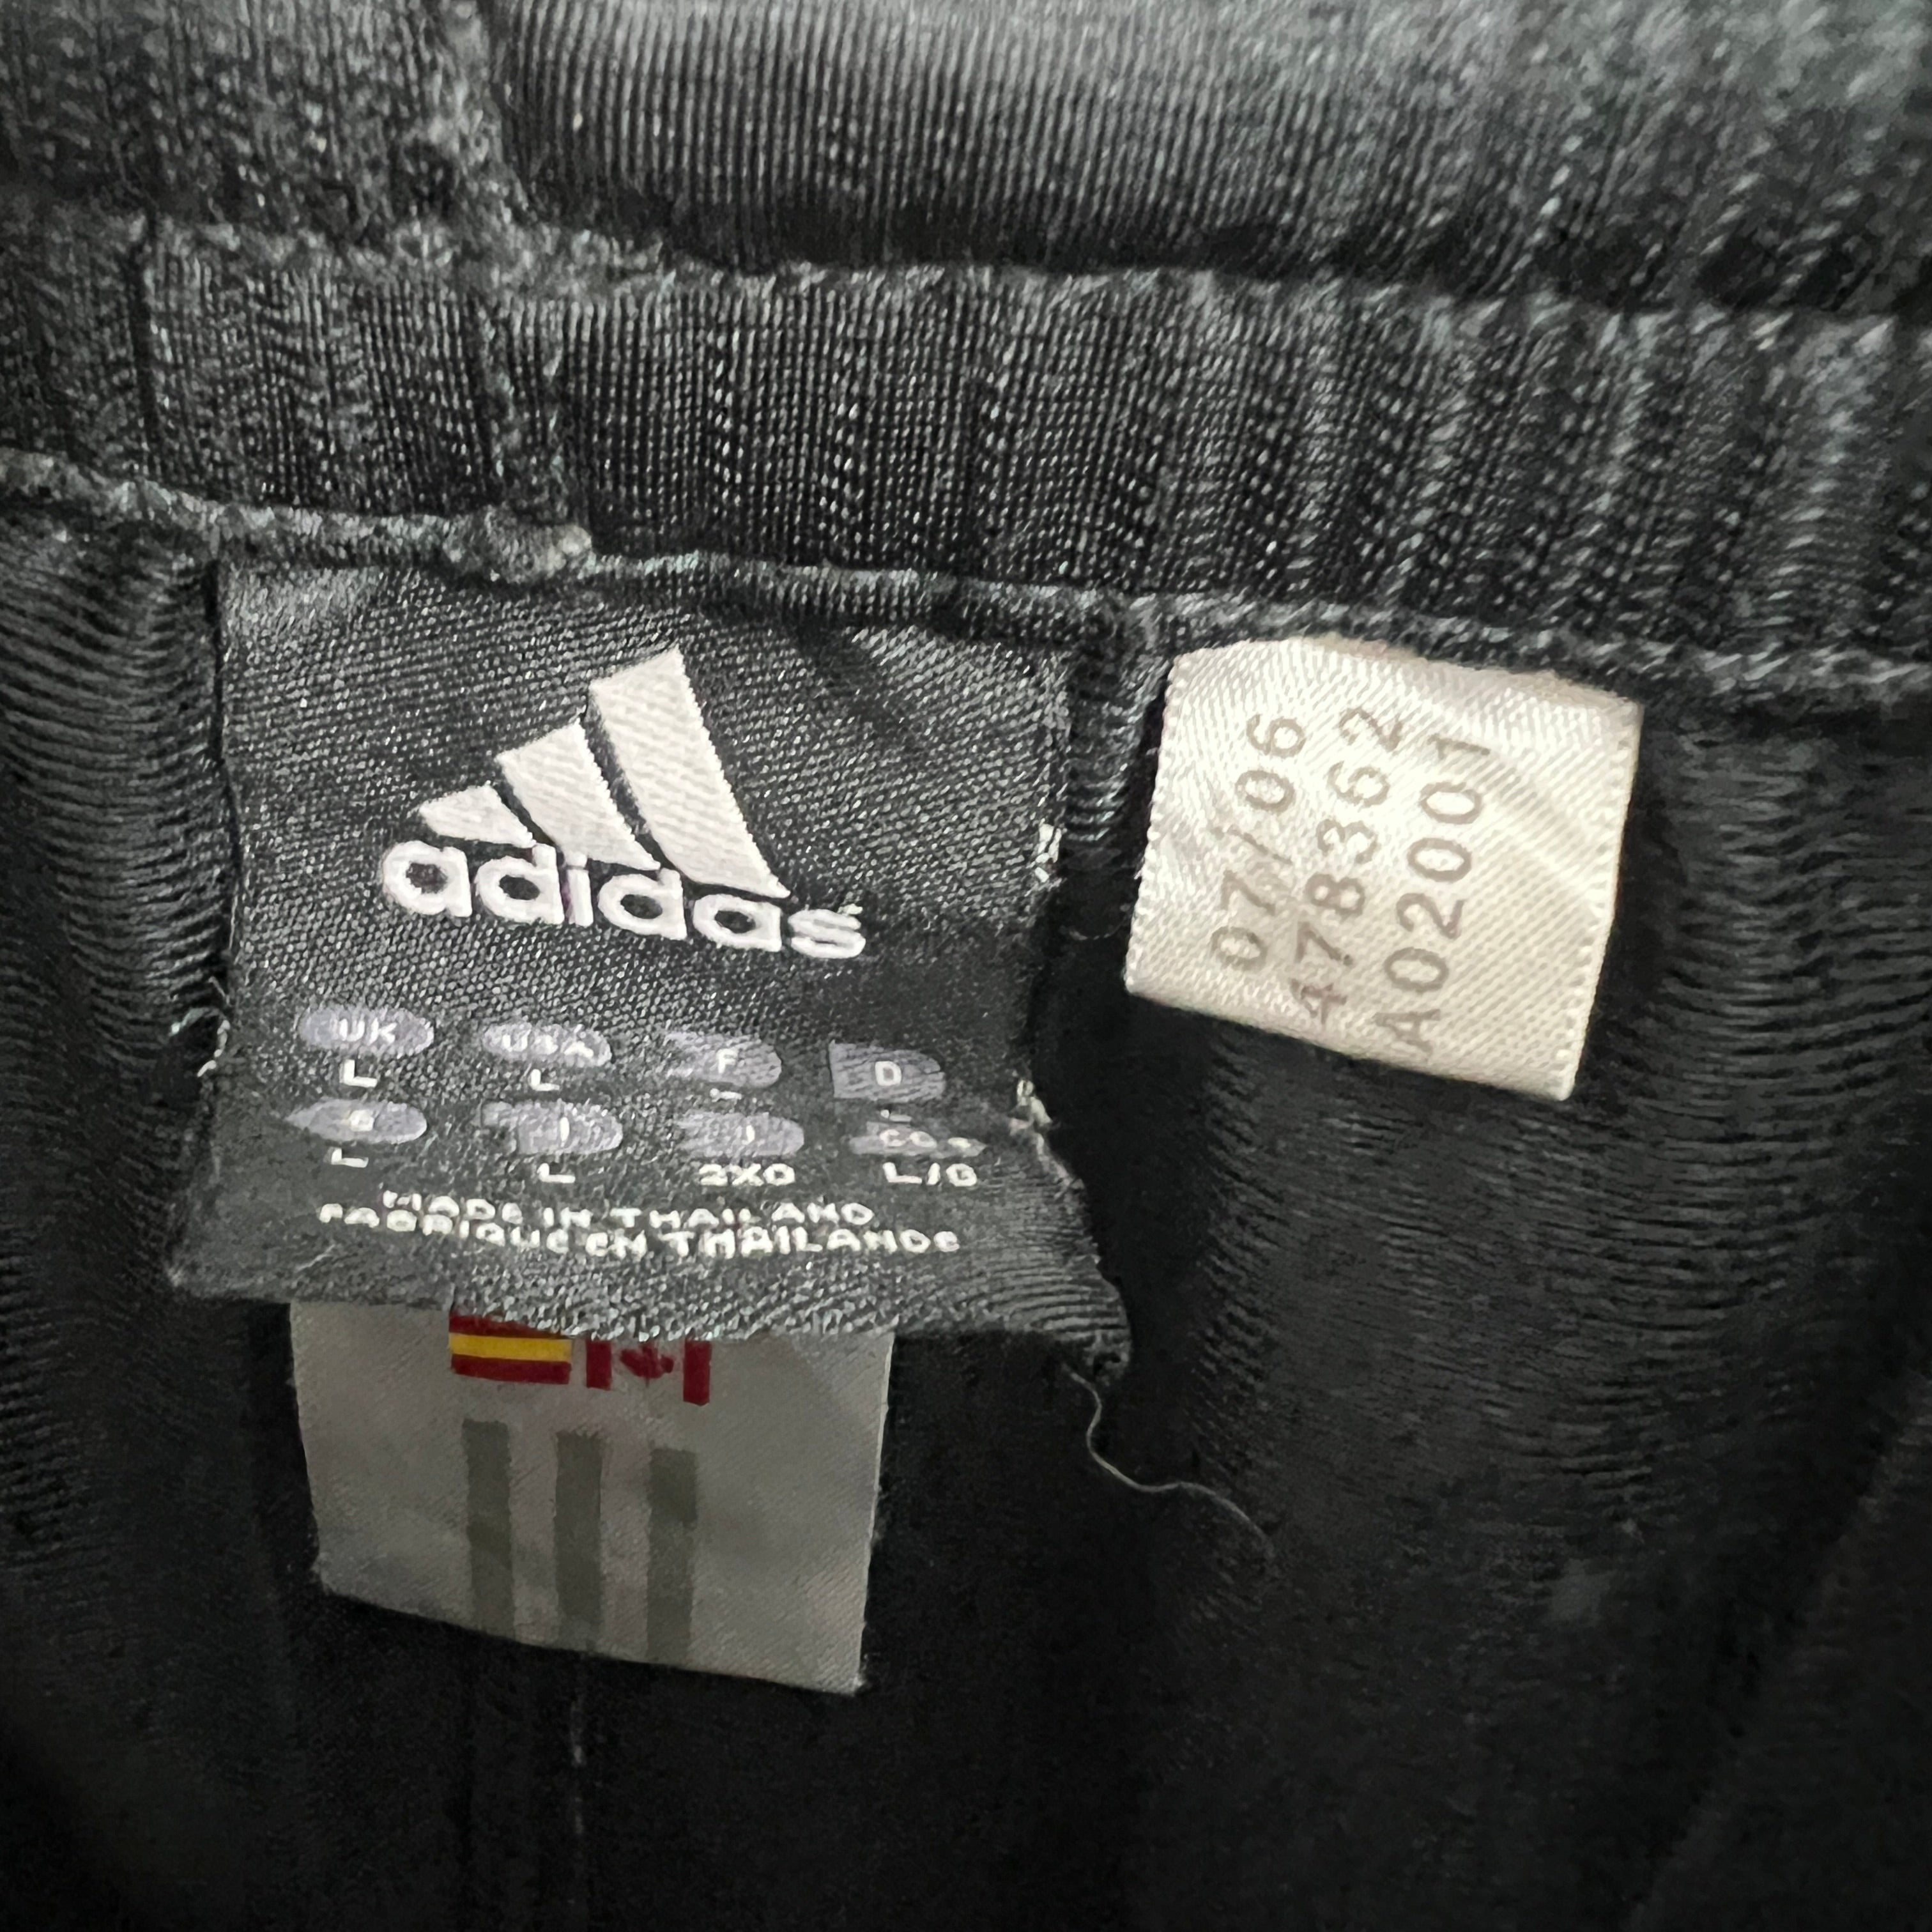 adidas
UK USA F D
L L L L
E I J
L L 2XO L/G
MADE IN THAILAND
FABRIQUE EN THAILANDE
07/06
478362
A02001